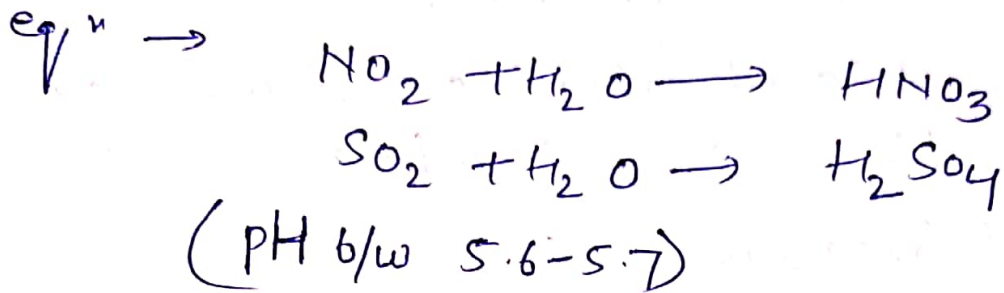 eqⁿ →
NO₂ + H₂O ⟶ HNO₃
SO₂ + H₂O → H₂SO₄
(pH b/w 5.6-5.7)